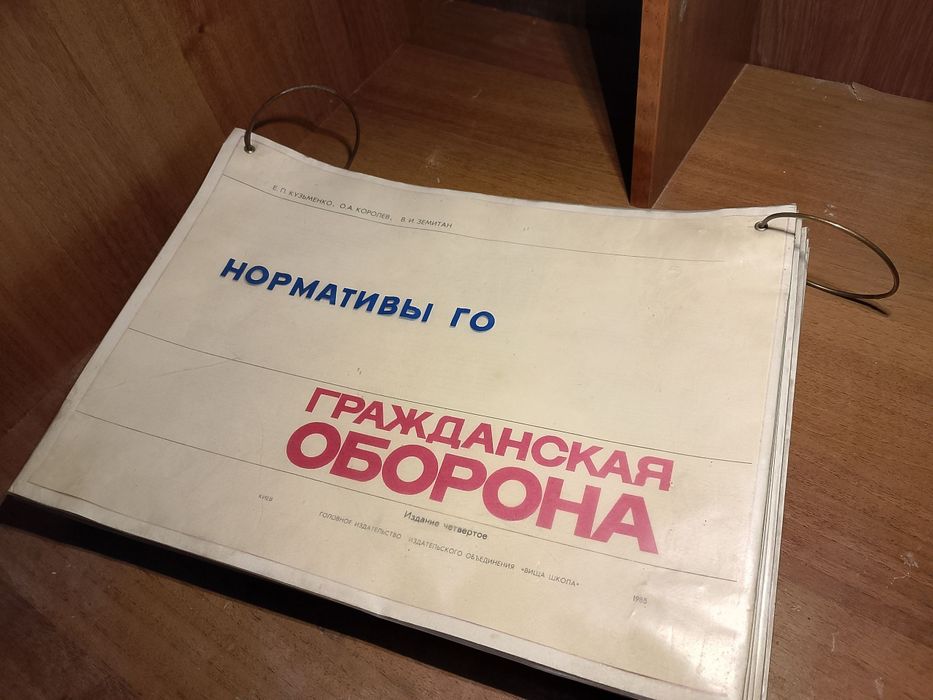 Е. П. КУЗЬМЕНКО, О.А. КОРОЛЕВ, В. И. ЗЕМИТАН
НОРМАТИВЫ ГО
ГРАЖДАНСКАЯ
ОБОРОНА
Издание четвертое
КИЕВ
ГОЛОВНОЕ ИЗДАТЕЛЬСТВО ИЗДАТЕЛЬСКОГО ОБЪЕДИНЕНИЯ «ВИЩА ШКОЛА»
1985